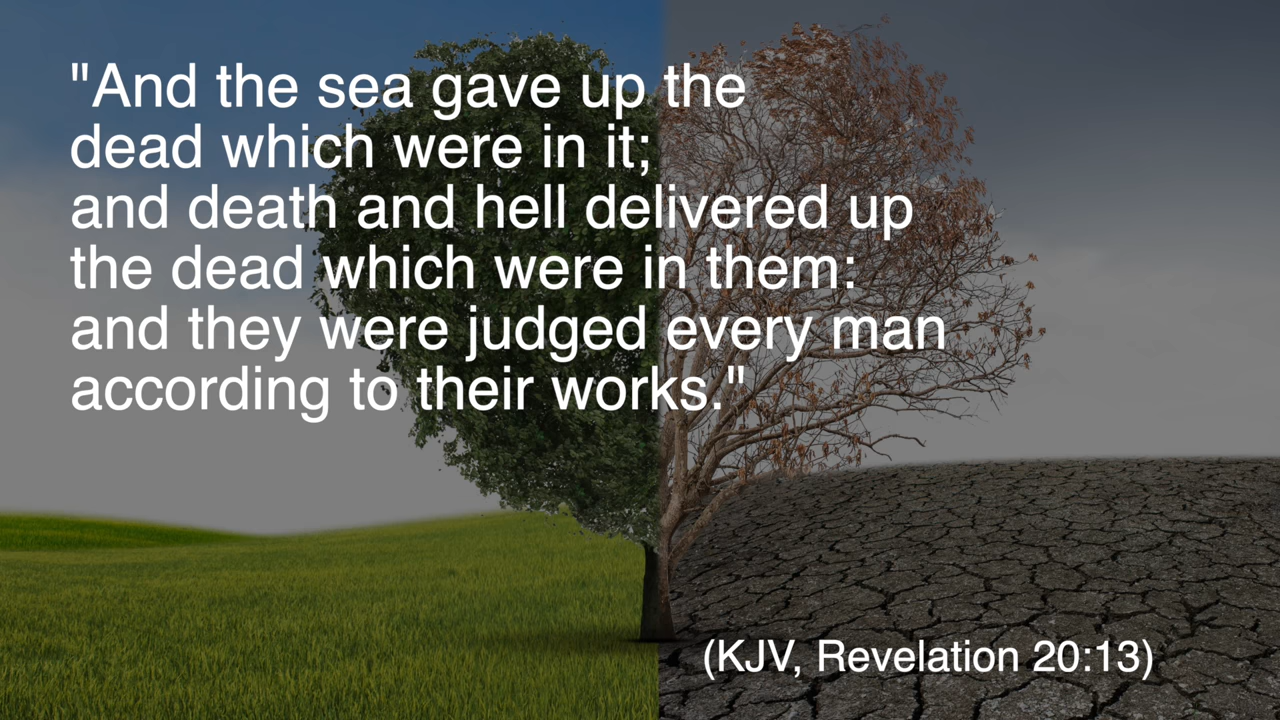 "And the sea gave up the
dead which were in it;
and death and hell delivered up
the dead which were in them:
and they were judged every man
according to their works."
(KJV, Revelation 20:13)